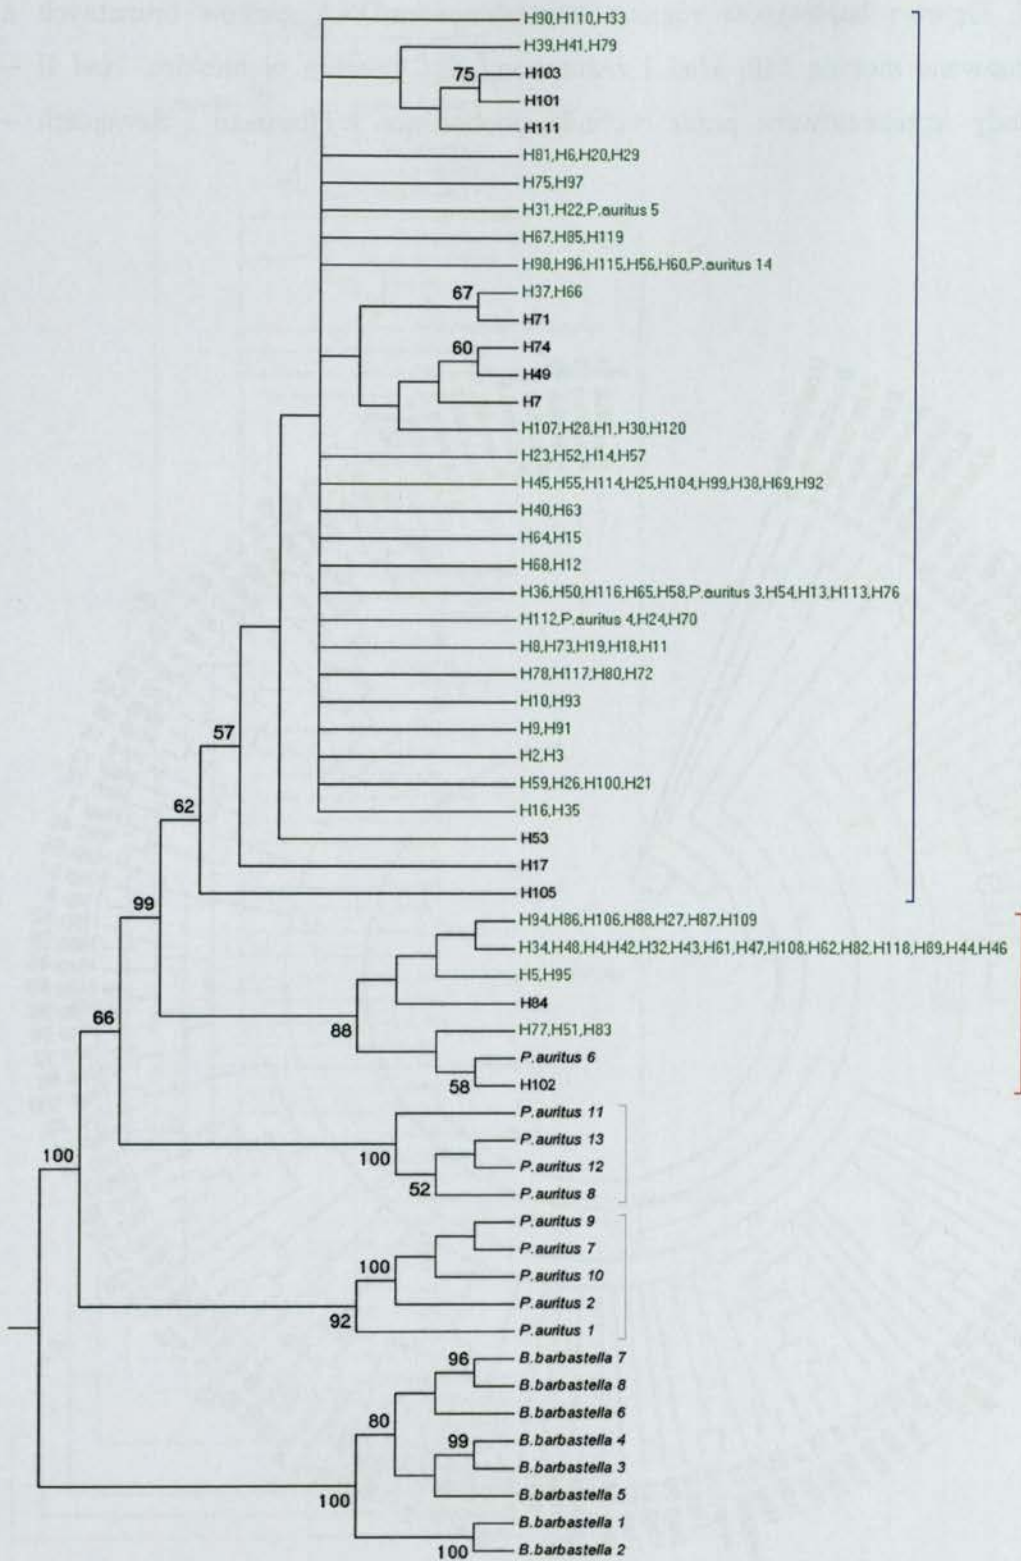 H90,H110,H33
H39,H41,H79
75
H103
H101
H111
H81,H6,H20,H29
H75,H97
H31,H22,P.auritus 5
H67,H85,H119
H98,H96,H115,H56,H60,P.auritus 14
67
H37,H66
H71
60
H74
H49
H7
H107,H28,H1,H30,H120
H23,H52,H14,H57
H45,H55,H114,H25,H104,H99,H38,H69,H92
H40,H63
H64,H15
H68,H12
H36,H50,H116,H65,H58,P.auritus 3,H54,H13,H113,H76
H112,P.auritus 4,H24,H70
H8,H73,H19,H18,H11
H78,H117,H80,H72
H10,H93
57
H9,H91
H2,H3
H59,H26,H100,H21
62
H16,H35
H53
H17
H105
99
H94,H86,H106,H88,H27,H87,H109
H34,H48,H4,H42,H32,H43,H61,H47,H108,H62,H82,H118,H89,H44,H46
H5,H95
H84
66
88
H77,H51,H83
P.auritus 6
58
H102
P.auritus 11
P.auritus 13
100
100
P.auritus 12
52
P.auritus 8
P.auritus 9
P.auritus 7
100
P.auritus 10
P.auritus 2
92
P.auritus 1
96
B.barbastella 7
B.barbastella 8
80
B.barbastella 6
99
B.barbastella 4
B.barbastella 3
100
B.barbastella 5
B.barbastella 1
100
B.barbastella 2